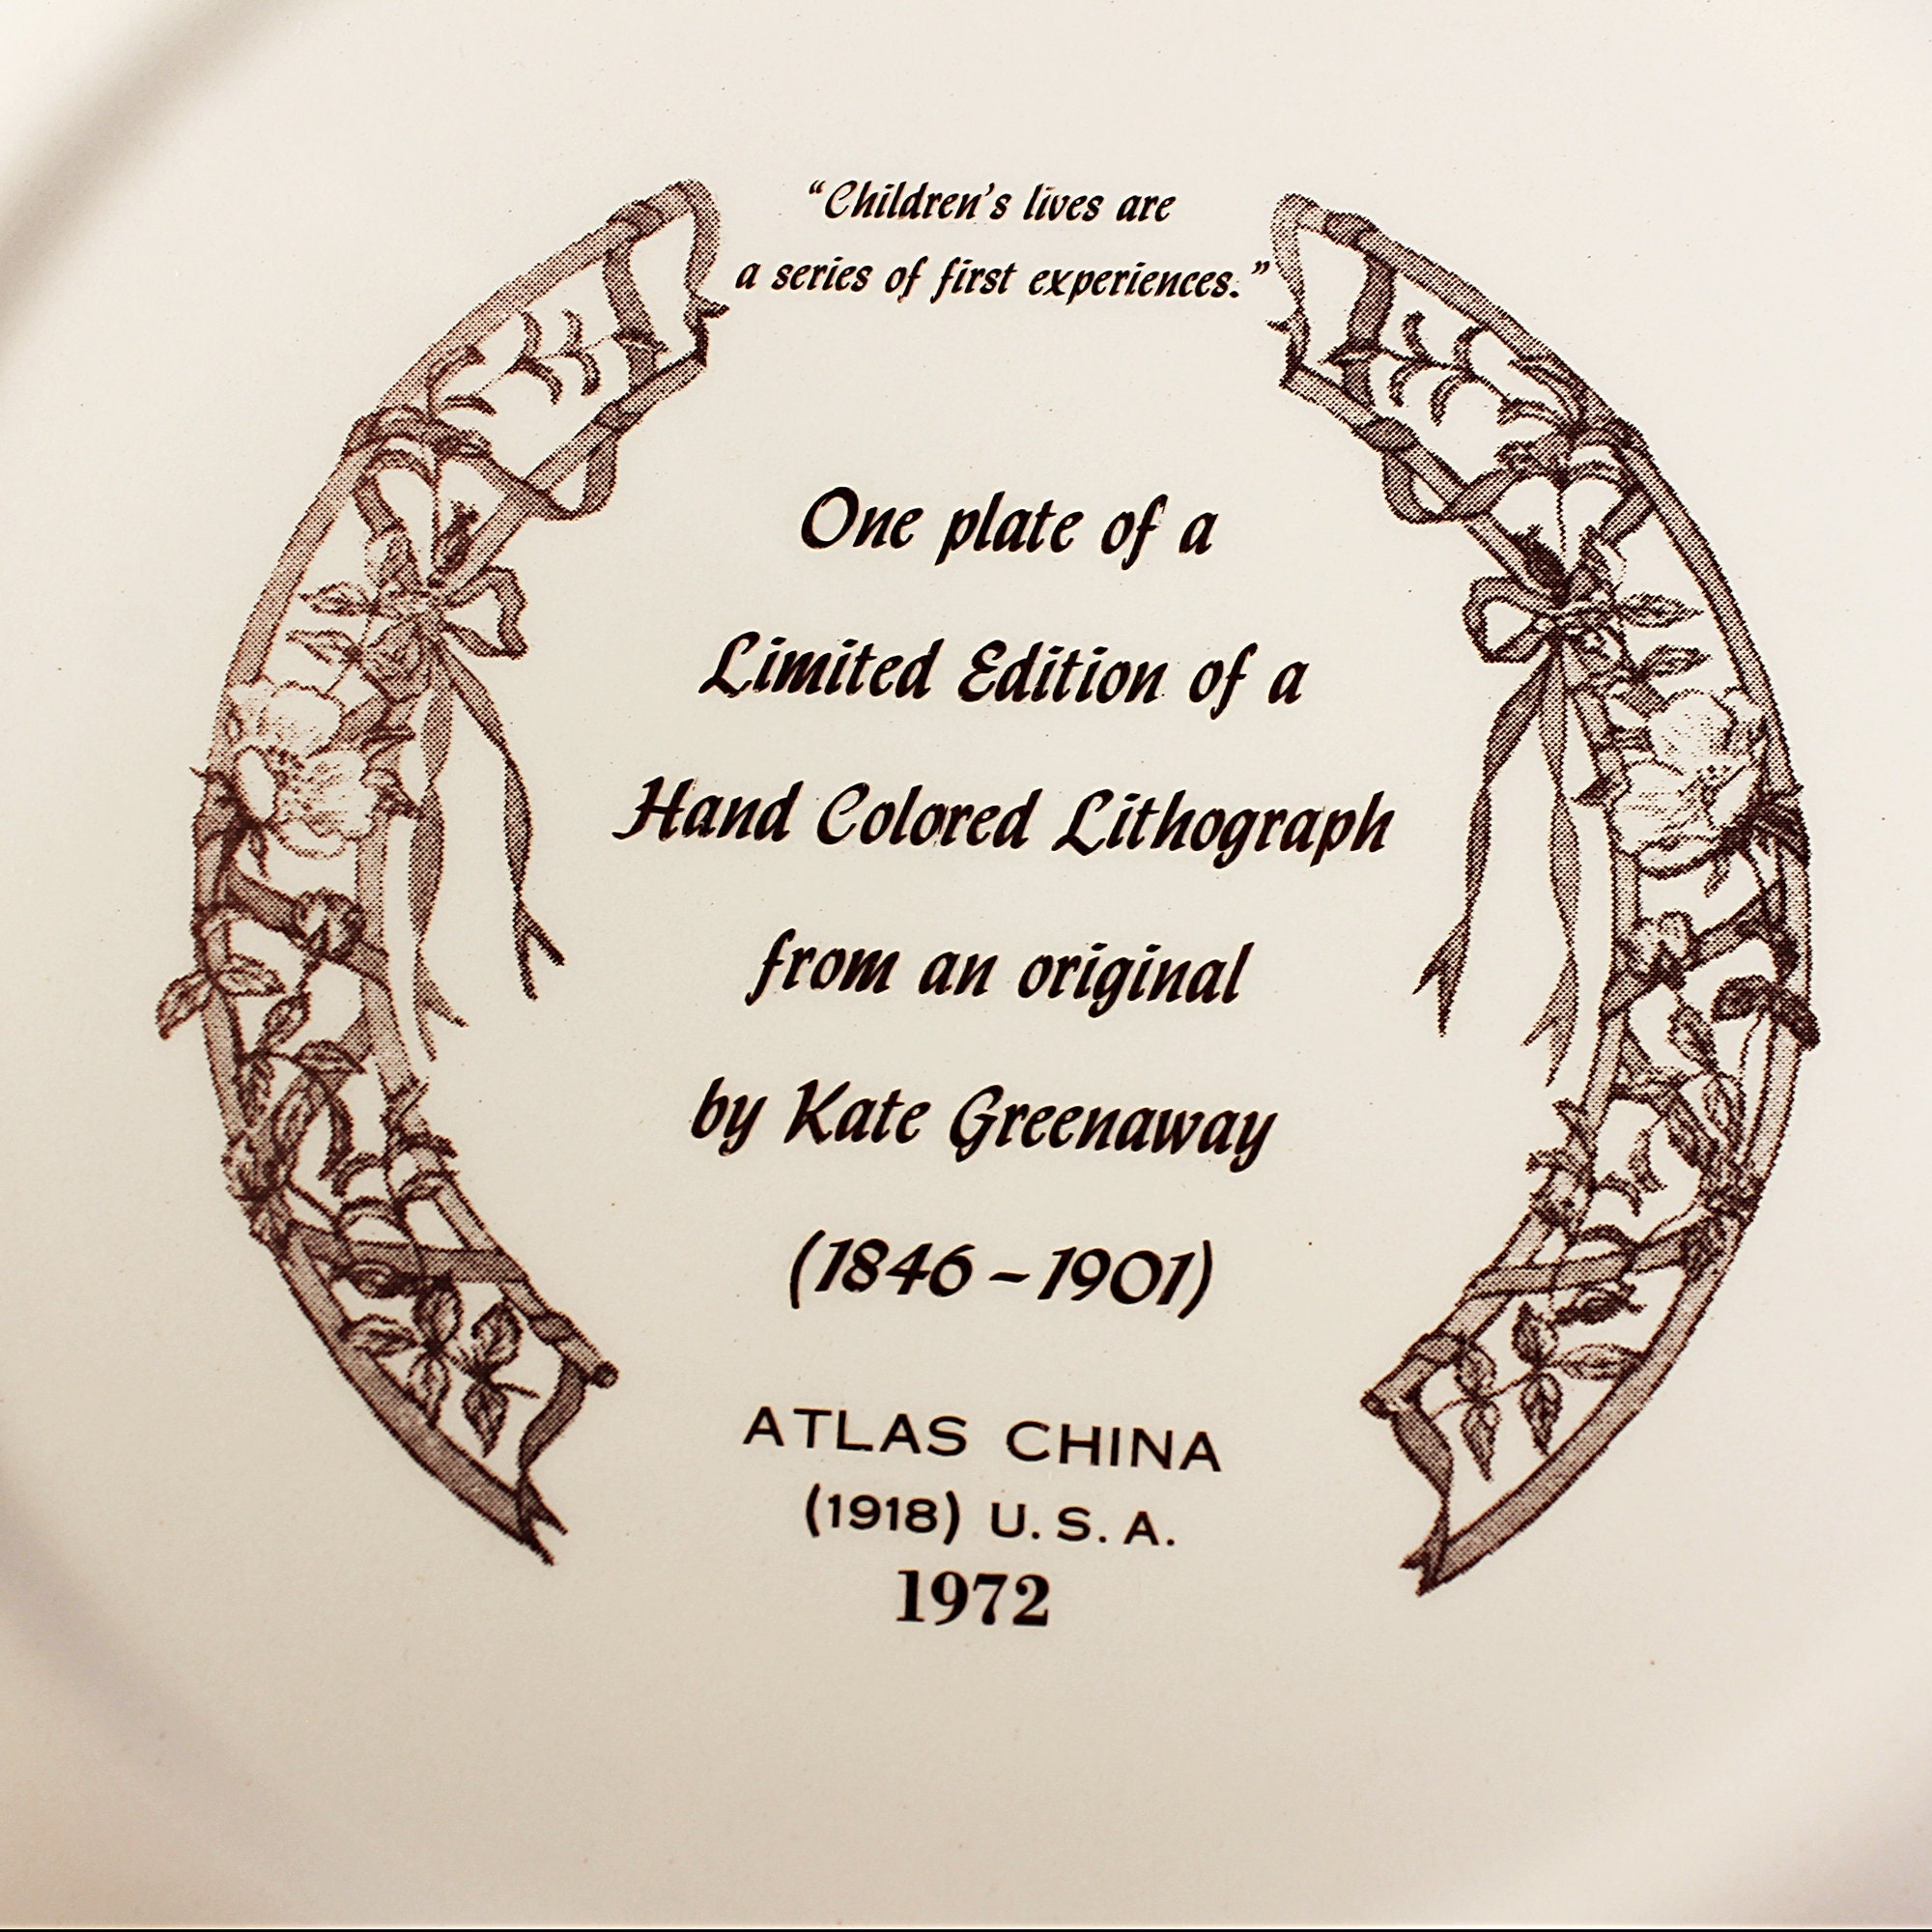 “Children’s lives are
a series of first experiences.”
One plate of a
Limited Edition of a
Hand Colored Lithograph
from an original
by Kate Greenaway
(1846 – 1901)
ATLAS CHINA
(1918) U. S. A.
1972